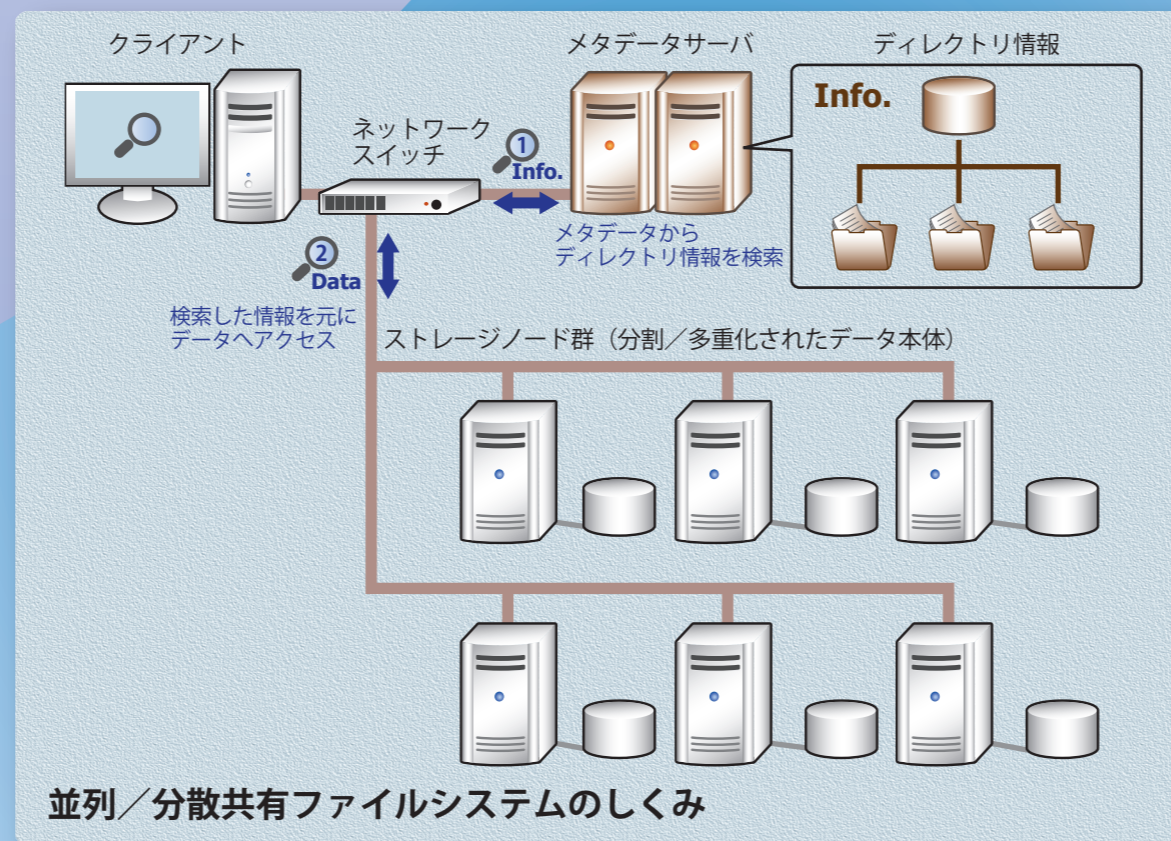 クライアント
メタデータサーバ
ディレクトリ情報
Info.
ネットワーク
スイッチ
1
Info.
メタデータから
ディレクトリ情報を検索
2
Data
検索した情報を元に
データへアクセス
ストレージノード群（分割／多重化されたデータ本体）
並列／分散共有ファイルシステムのしくみ